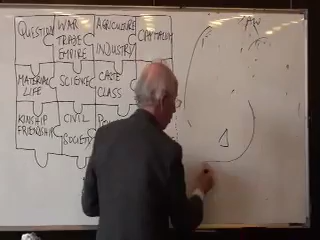 QUESTION
WAR
TRADE
EMPIRE
AGRICULTURE
INDUSTRY
CAPITALISM
MATERIAL
LIFE
SCIENCE
CASTE
CLASS
KINSHIP
FRIENDSHIP
CIVIL
SOCIETY